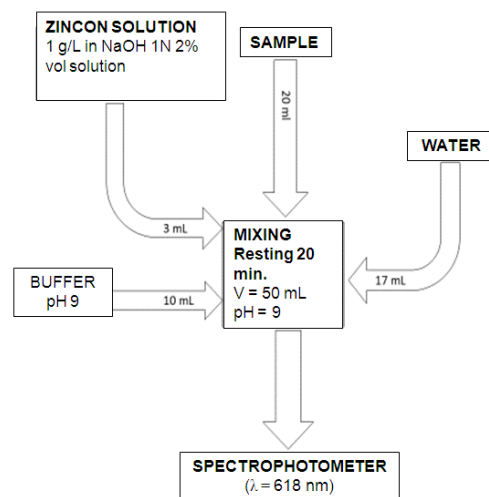 ZINCON SOLUTION
1 g/L in NaOH 1N 2%
vol solution
SAMPLE
20 ml
WATER
3 mL
MIXING
Resting 20
min.
V = 50 mL
pH = 9
17 mL
BUFFER
pH 9
10 mL
SPECTROPHOTOMETER
(λ = 618 nm)